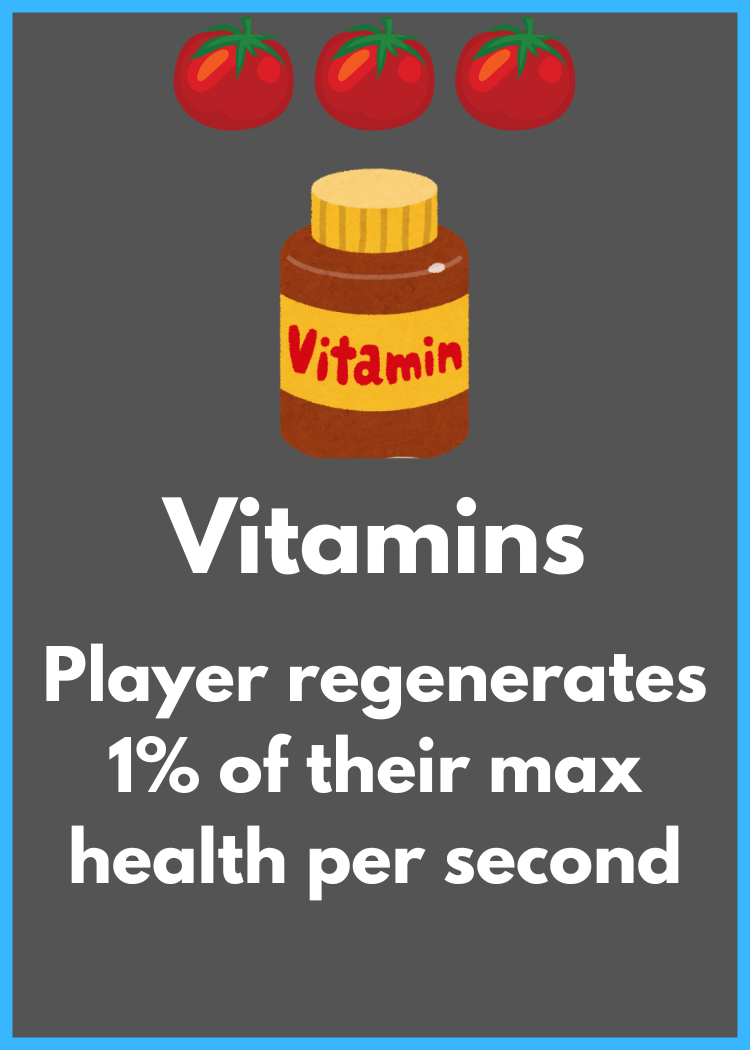 Vitamin
Vitamins
Player regenerates
1% of their max
health per second